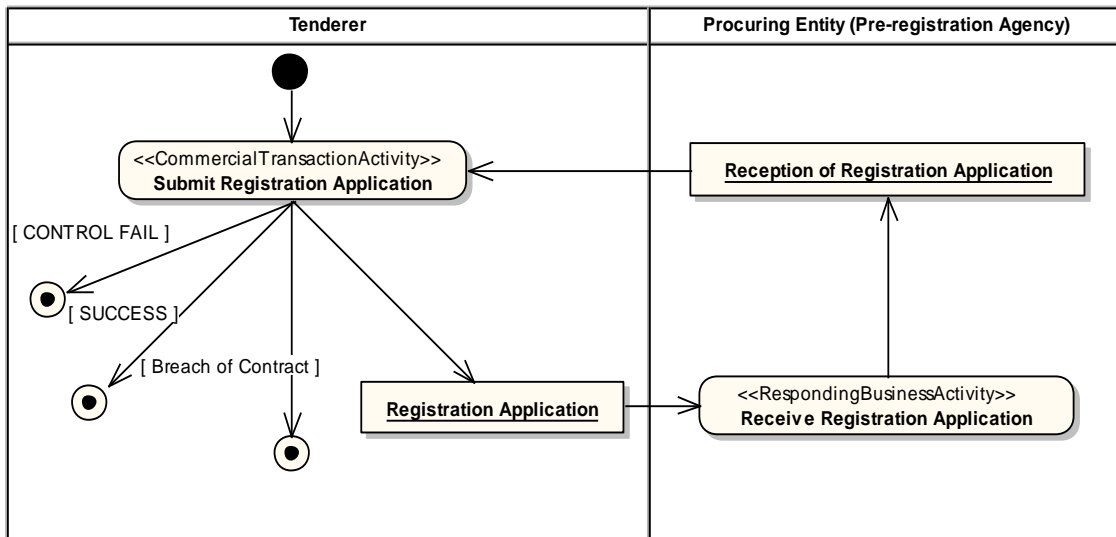 Tenderer
Procuring Entity (Pre-registration Agency)
<<CommercialTransactionActivity>>
Submit Registration Application
Reception of Registration Application
[ CONTROL FAIL ]
[ SUCCESS ]
[ Breach of Contract ]
Registration Application
<<RespondingBusinessActivity>>
Receive Registration Application